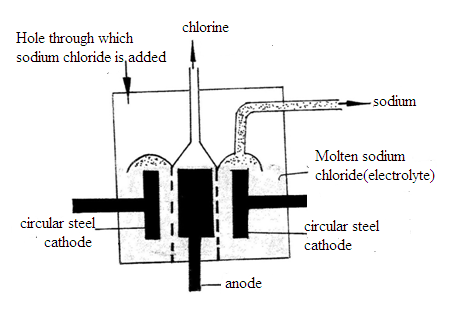 chlorine
Hole through which
sodium chloride is added
sodium
Molten sodium
chloride(electrolyte)
circular steel
cathode
circular steel
cathode
anode